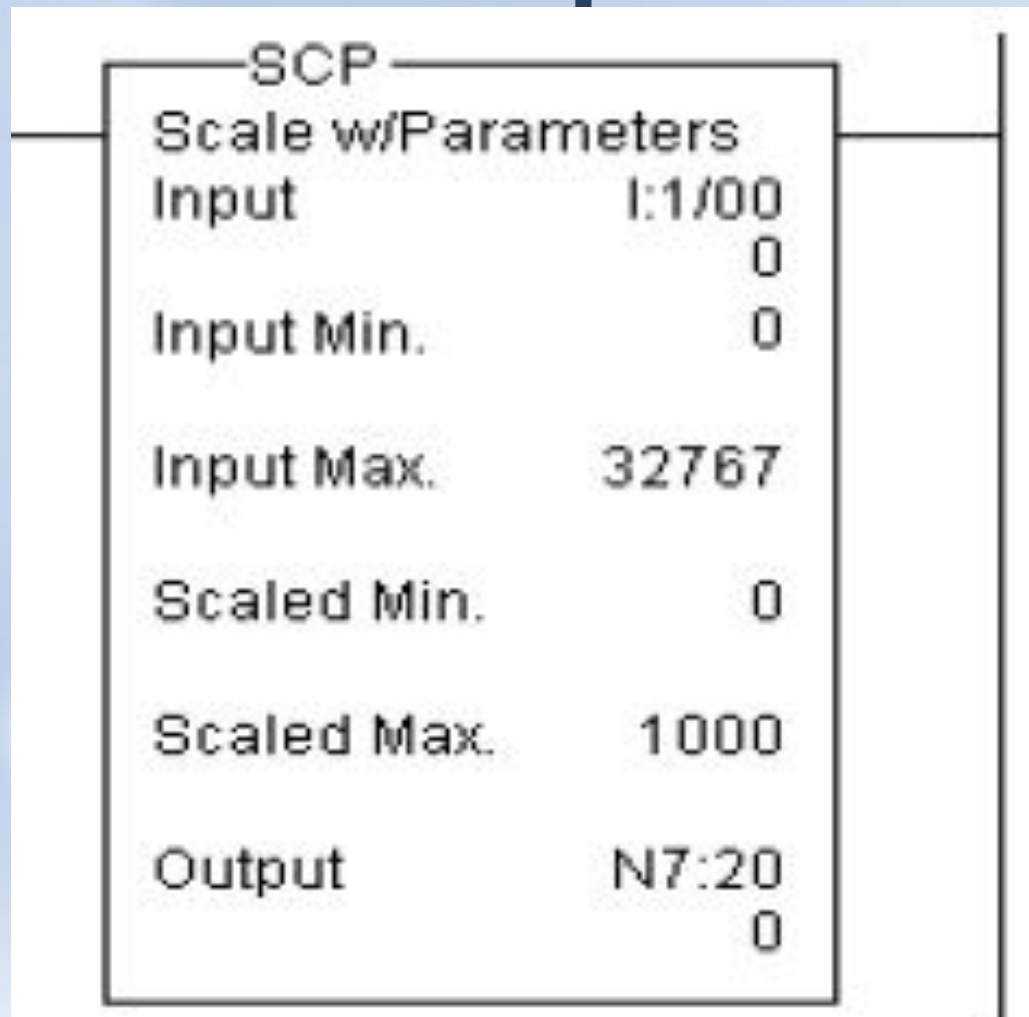 SCP
Scale w/Parameters
Input I:1/00
0
Input Min. 0
Input Max. 32767
Scaled Min. 0
Scaled Max. 1000
Output N7:20
0